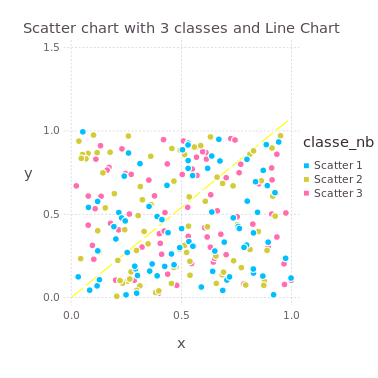 Scatter chart with 3 classes and Line Chart
1.5
1.0
0.5
0.0
y
0.0
0.5
1.0
x
classe_nb
Scatter 1
Scatter 2
Scatter 3